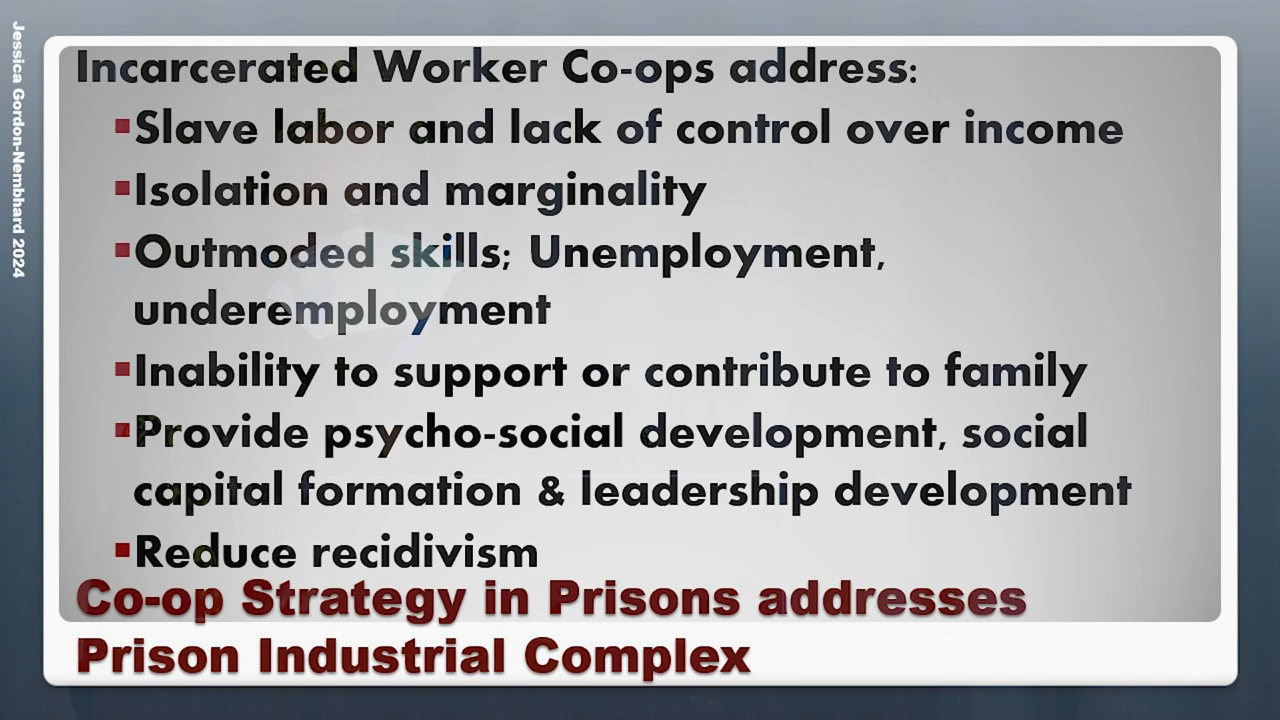 Jessica Gordon-Nembhard 2024
Incarcerated Worker Co-ops address:
▪Slave labor and lack of control over income
▪Isolation and marginality
▪Outmoded skills; Unemployment,
underemployment
▪Inability to support or contribute to family
▪Provide psycho-social development, social
capital formation & leadership development
▪Reduce recidivism
Co-op Strategy in Prisons addresses
Prison Industrial Complex